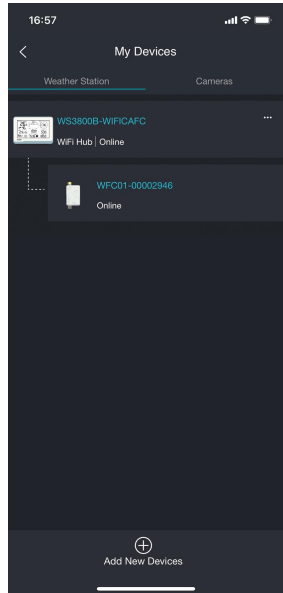 16:57
My Devices
Weather Station
Cameras
WS3800B-WIFICAFC
WiFi Hub | Online
WFC01-00002946
Online
Add New Devices